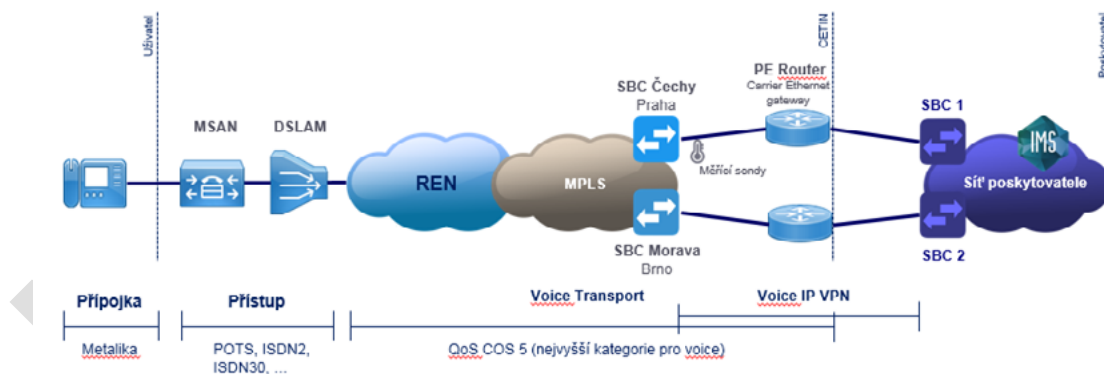 Uživatel
CETIN
Poskytovatel
MSAN
DSLAM
REN
MPLS
SBC Čechy
Praha
Měřící sondy
SBC Morava
Brno
PE Router
Carrier Ethernet
gateway
SBC 1
IMS
Síť poskytovatele
SBC 2
Přípojka
Přístup
Voice Transport
Voice IP VPN
Metalika
POTS, ISDN2,
ISDN30, ...
QoS COS 5 (nejvyšší kategorie pro voice)